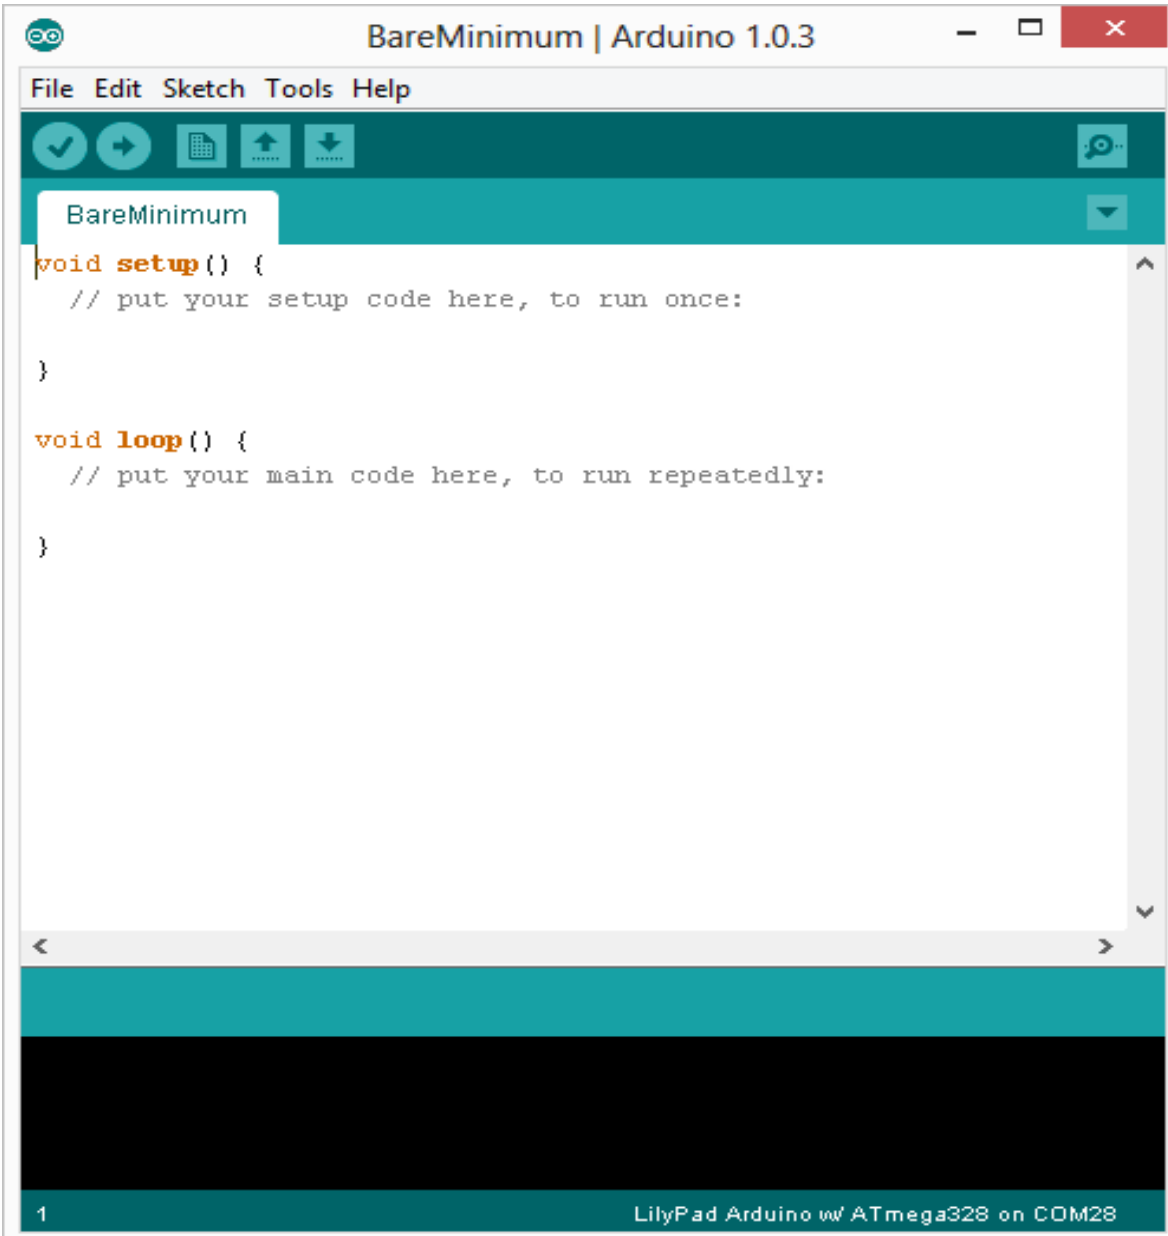 BareMinimum | Arduino 1.0.3
File Edit Sketch Tools Help
BareMinimum
void setup() {
  // put your setup code here, to run once:
}
void loop() {
  // put your main code here, to run repeatedly:
}
1 LilyPad Arduino w/ ATmega328 on COM28